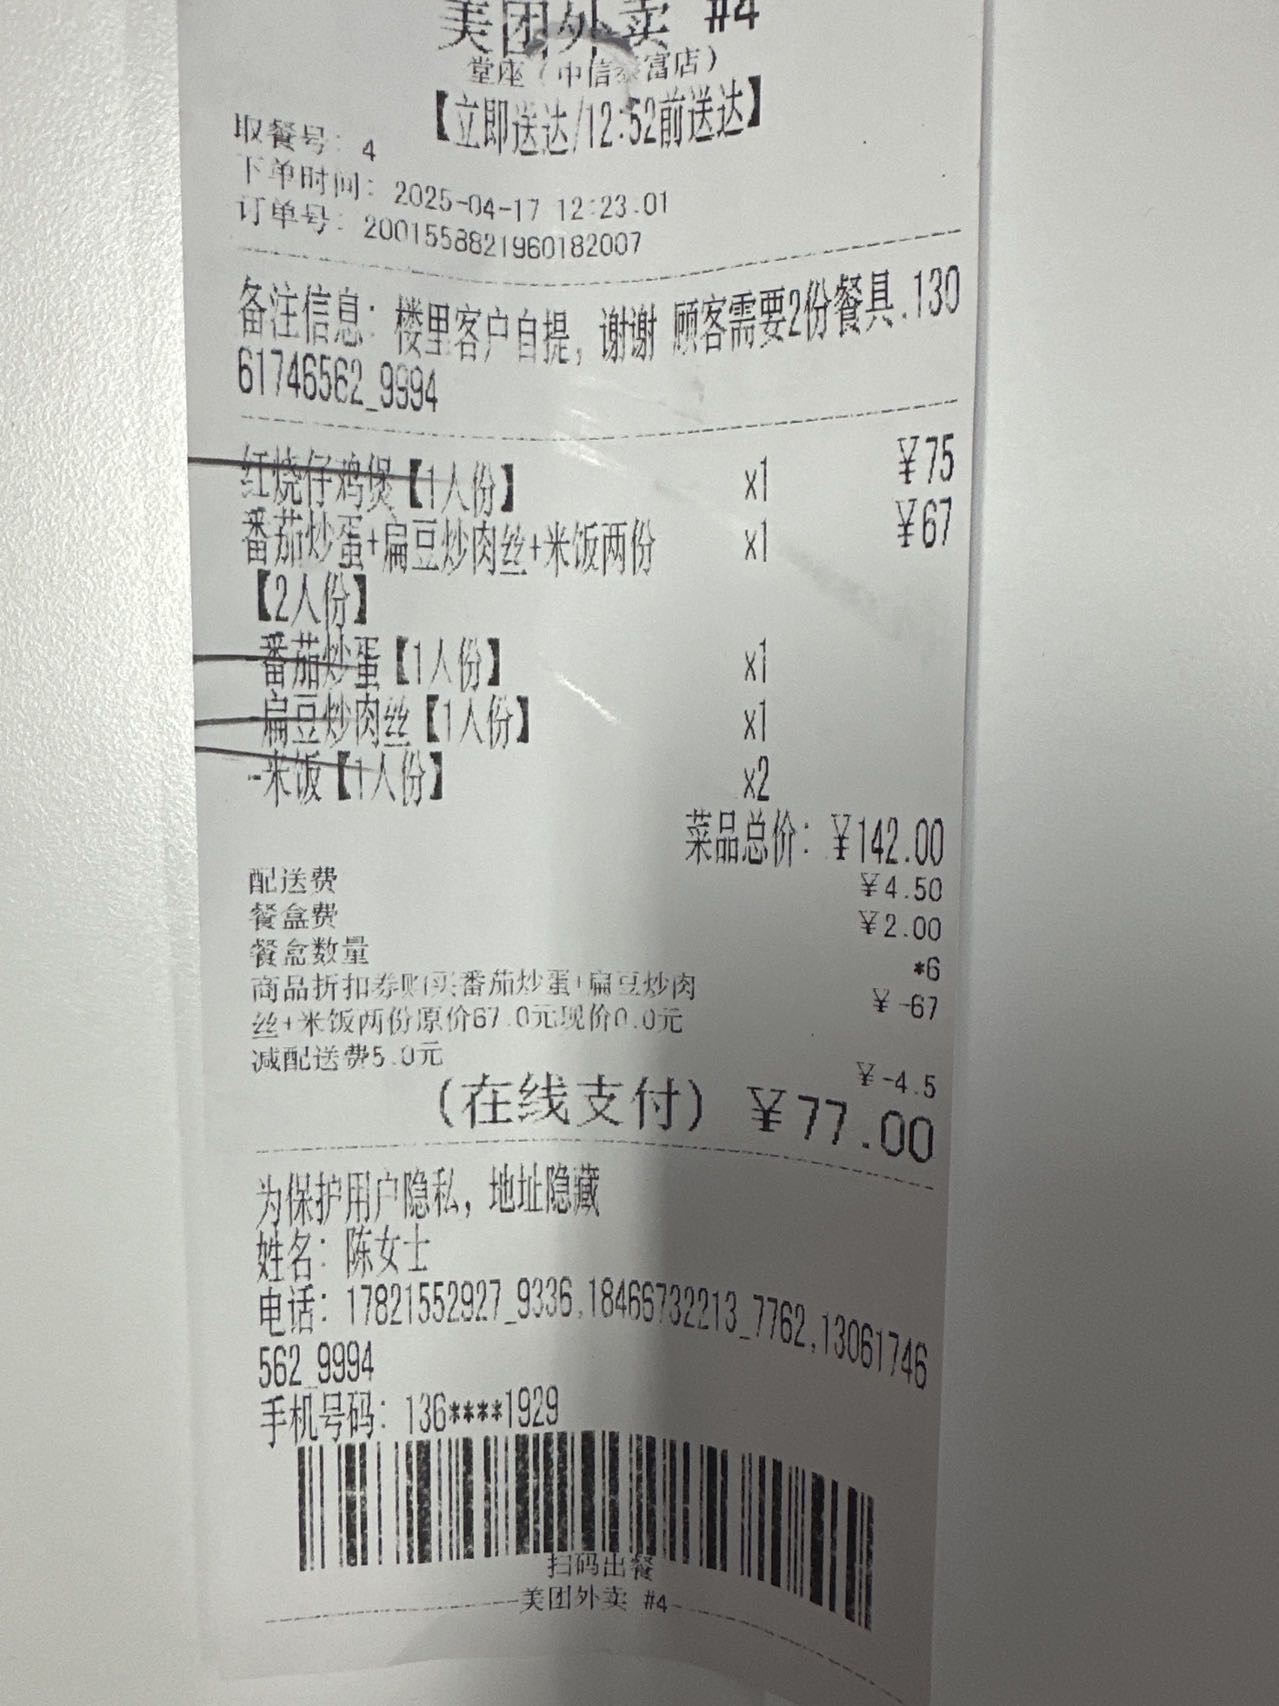 美团外卖 #4
堂座（中信泰富店）
【立即送达/12:52前送达】
取餐号：4
下单时间：2025-04-17 12:23:01
订单号：2001558821960182007
备注信息：楼里客户自提，谢谢 顾客需要2份餐具.130
61746562_9994
红烧仔鸡煲【1人份】 x1 ￥75
番茄炒蛋+扁豆炒肉丝+米饭两份 x1 ￥67
【2人份】
番茄炒蛋【1人份】 x1
扁豆炒肉丝【1人份】 x1
-米饭【1人份】 x2
菜品总价：￥142.00
配送费 ￥4.50
餐盒费 ￥2.00
餐盒数量 *6
商品折扣券购买番茄炒蛋+扁豆炒肉 ￥-67
丝+米饭两份原价67.0元现价0.0元
减配送费5.0元 ￥-4.5
(在线支付) ￥77.00
为保护用户隐私，地址隐藏
姓名：陈女士
电话：17821552927_9336,18466732213_7762,13061746
562_9994
手机号码：136****1929
扫码出餐
美团外卖 #4